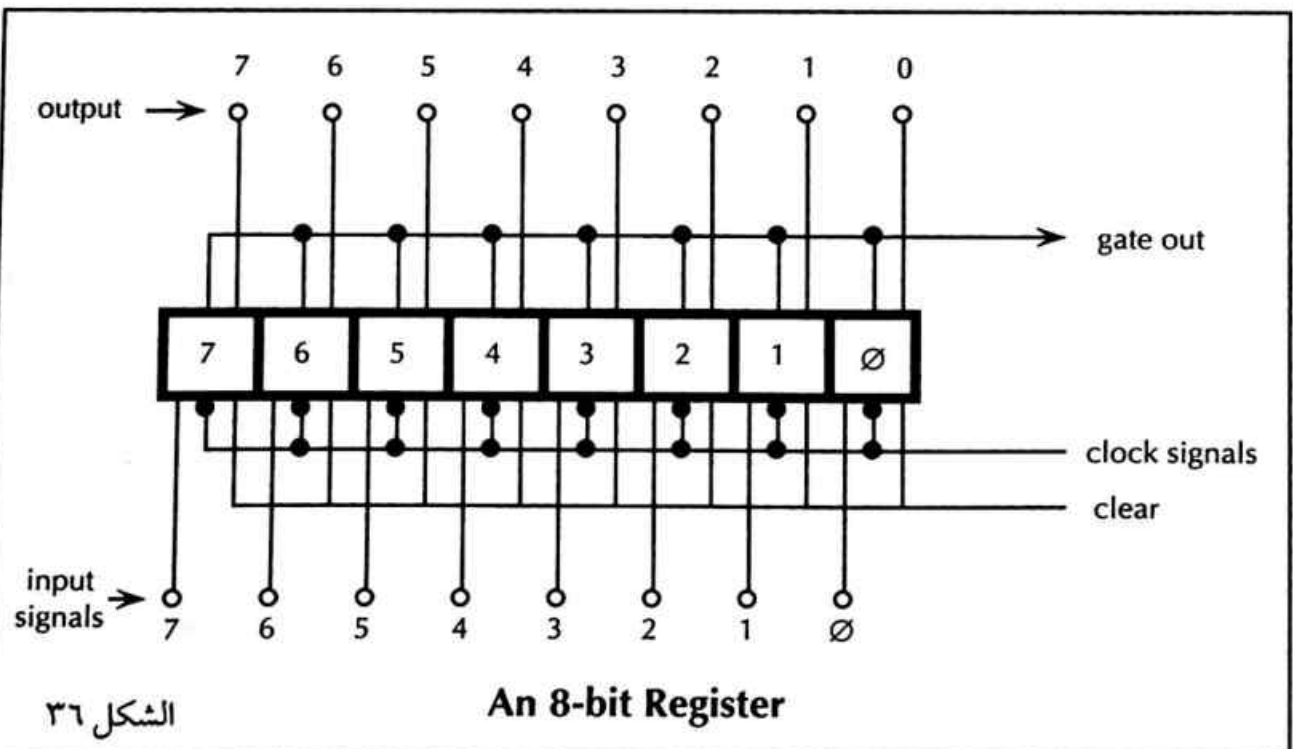 7 6 5 4 3 2 1 0
output
gate out
7 6 5 4 3 2 1 Ø
clock signals
clear
input
signals
7 6 5 4 3 2 1 Ø
An 8-bit Register
الشكل ٣٦